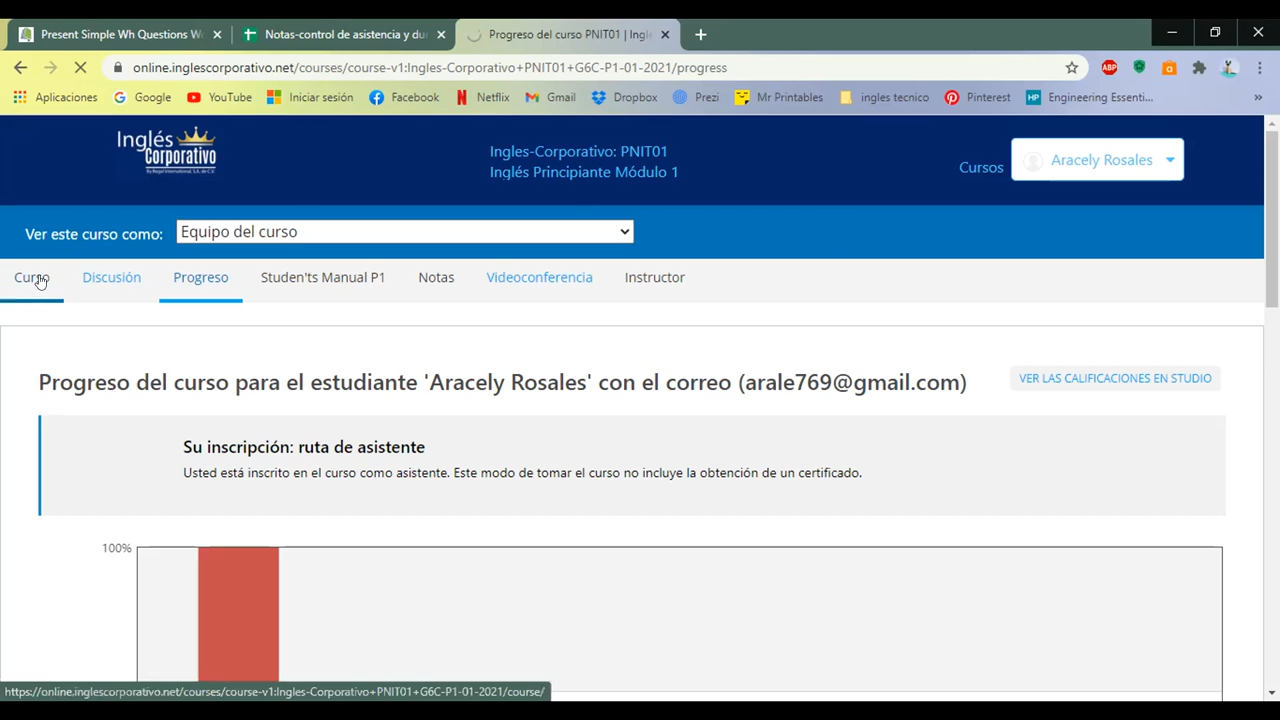 Present Simple Wh Questions W
Notas-control de asistencia y du
Progreso del curso PNIT01 | Ingle
online.inglescorporativo.net/courses/course-v1:Ingles-Corporativo+PNIT01+G6C-P1-01-2021/progress
ABP
Aplicaciones
Google
YouTube
Iniciar sesión
Facebook
Netflix
Gmail
Dropbox
Prezi
Mr Printables
ingles tecnico
Pinterest
HP
Engineering Essenti...
Inglés
Corporativo
By Regal International, S.A. de C.V.
Ingles-Corporativo: PNIT01
Inglés Principiante Módulo 1
Cursos
Aracely Rosales
Ver este curso como:
Equipo del curso
Curso
Discusión
Progreso
Studen'ts Manual P1
Notas
Videoconferencia
Instructor
Progreso del curso para el estudiante 'Aracely Rosales' con el correo (arale769@gmail.com)
VER LAS CALIFICACIONES EN STUDIO
Su inscripción: ruta de asistente
Usted está inscrito en el curso como asistente. Este modo de tomar el curso no incluye la obtención de un certificado.
100%
https://online.inglescorporativo.net/courses/course-v1:Ingles-Corporativo+PNIT01+G6C-P1-01-2021/course/